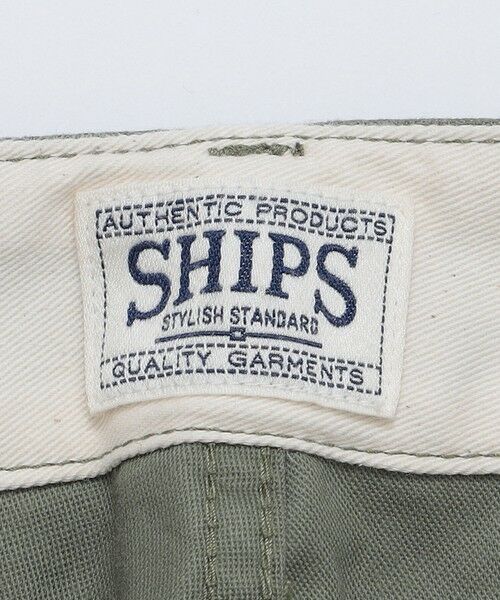 AUTHENTIC PRODUCTS
SHIPS
STYLISH STANDARD
QUALITY GARMENTS